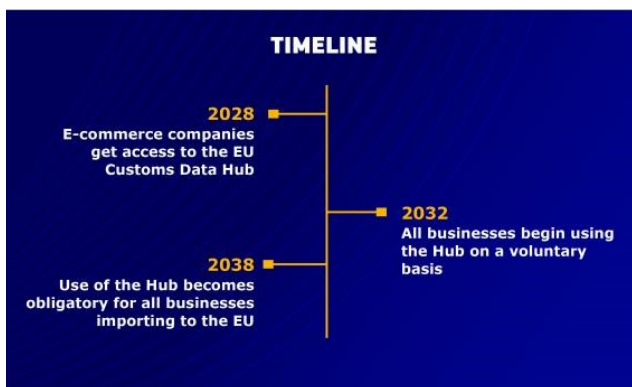 TIMELINE
2028
E-commerce companies
get access to the EU
Customs Data Hub
2032
All businesses begin using
the Hub on a voluntary
basis
2038
Use of the Hub becomes
obligatory for all businesses
importing to the EU